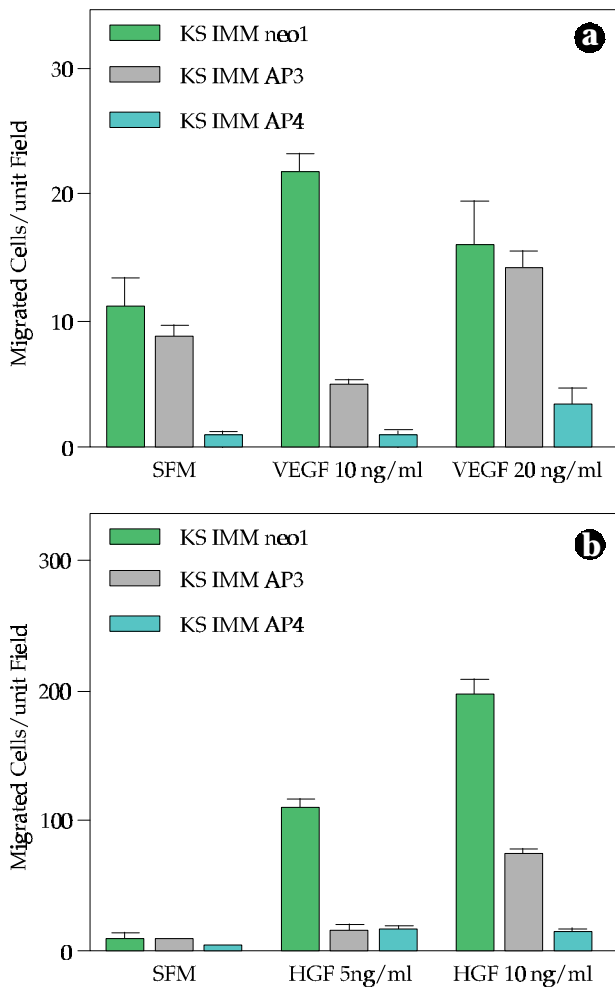 a
KS IMM neo1
KS IMM AP3
KS IMM AP4
Migrated Cells/unit Field
30
20
10
0
SFM VEGF 10 ng/ml VEGF 20 ng/ml
b
KS IMM neo1
KS IMM AP3
KS IMM AP4
Migrated Cells/unit Field
300
200
100
0
SFM HGF 5ng/ml HGF 10 ng/ml